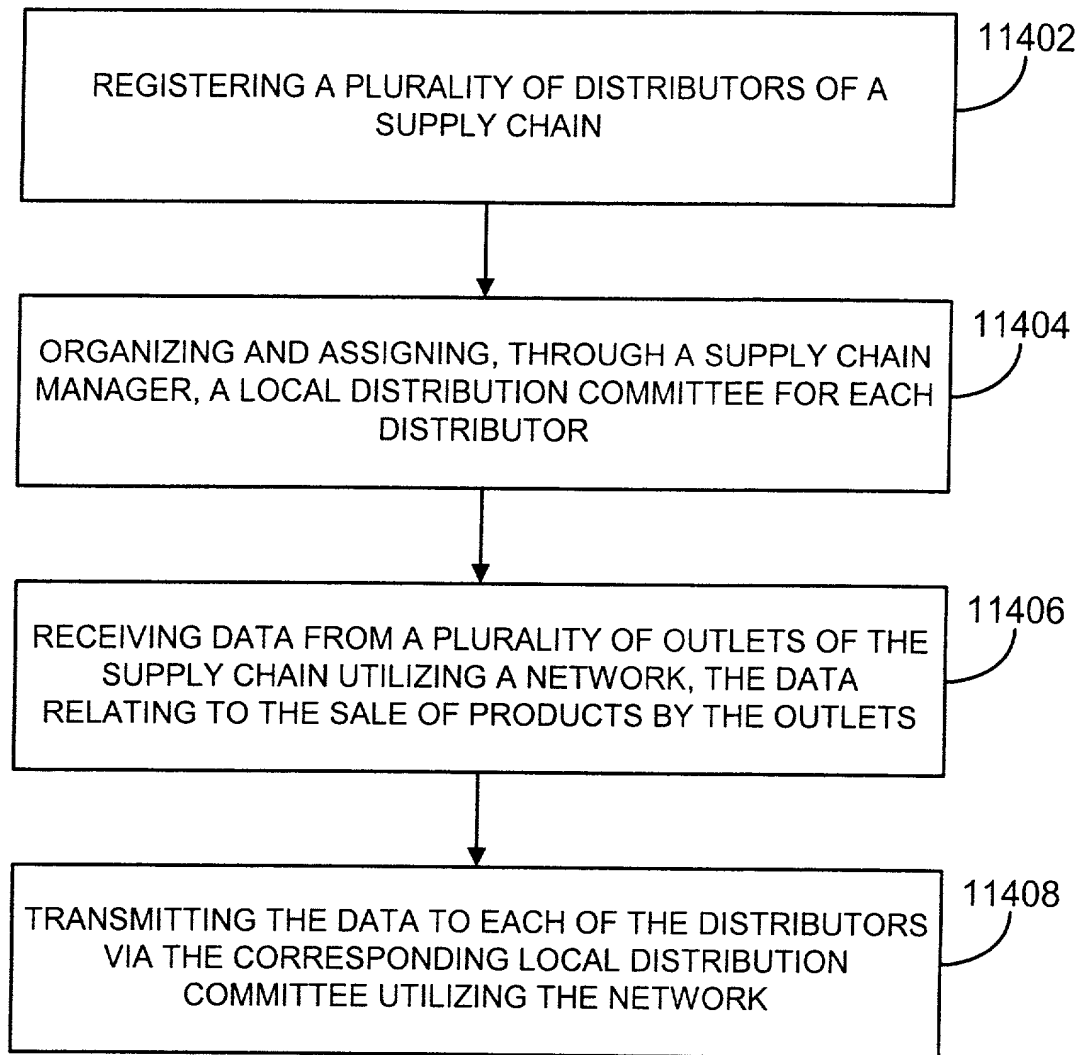 11402
REGISTERING A PLURALITY OF DISTRIBUTORS OF A
SUPPLY CHAIN
11404
ORGANIZING AND ASSIGNING, THROUGH A SUPPLY CHAIN
MANAGER, A LOCAL DISTRIBUTION COMMITTEE FOR EACH
DISTRIBUTOR
11406
RECEIVING DATA FROM A PLURALITY OF OUTLETS OF THE
SUPPLY CHAIN UTILIZING A NETWORK, THE DATA
RELATING TO THE SALE OF PRODUCTS BY THE OUTLETS
11408
TRANSMITTING THE DATA TO EACH OF THE DISTRIBUTORS
VIA THE CORRESPONDING LOCAL DISTRIBUTION
COMMITTEE UTILIZING THE NETWORK